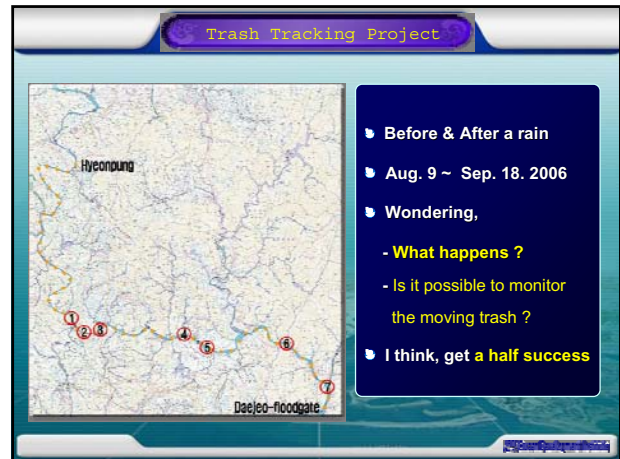 Trash Tracking Project
Hyeonpung
1
2
3
4
5
6
7
Daejeo-floodgate
Before & After a rain
Aug. 9 ~ Sep. 18. 2006
Wondering,
- What happens ?
- Is it possible to monitor
the moving trash ?
I think, get a half success